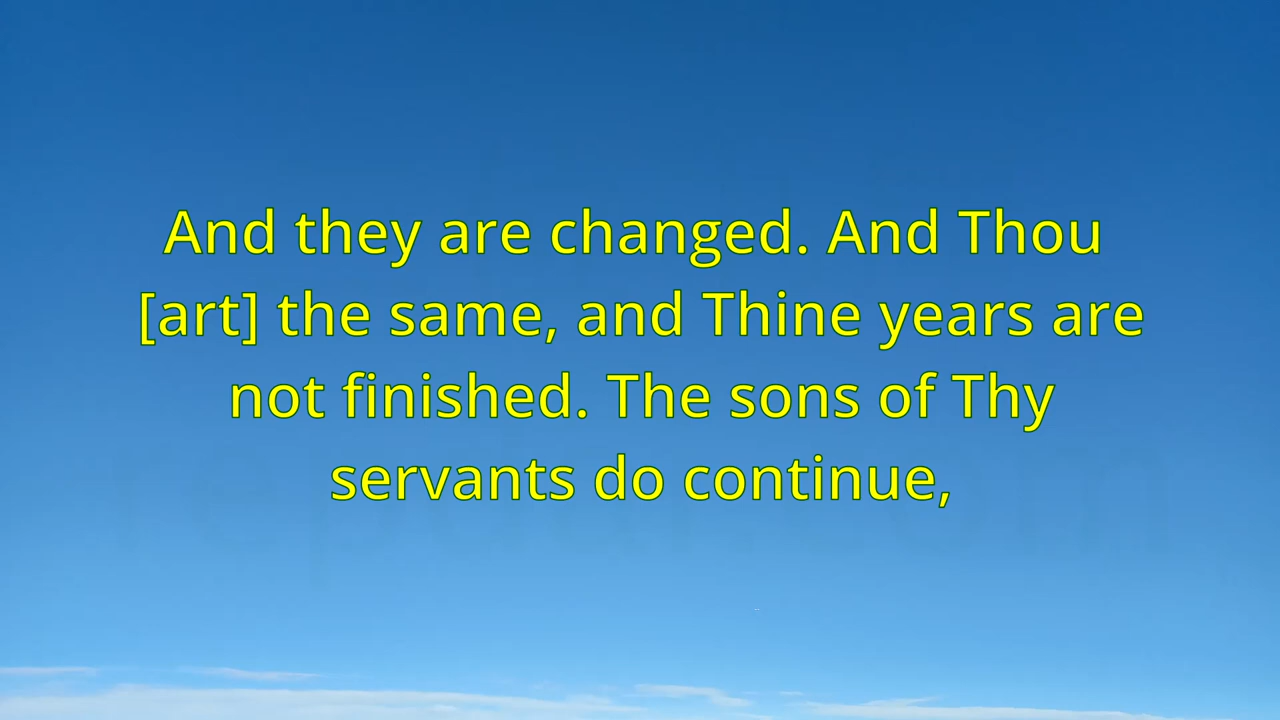 And they are changed. And Thou
[art] the same, and Thine years are
not finished. The sons of Thy
servants do continue,